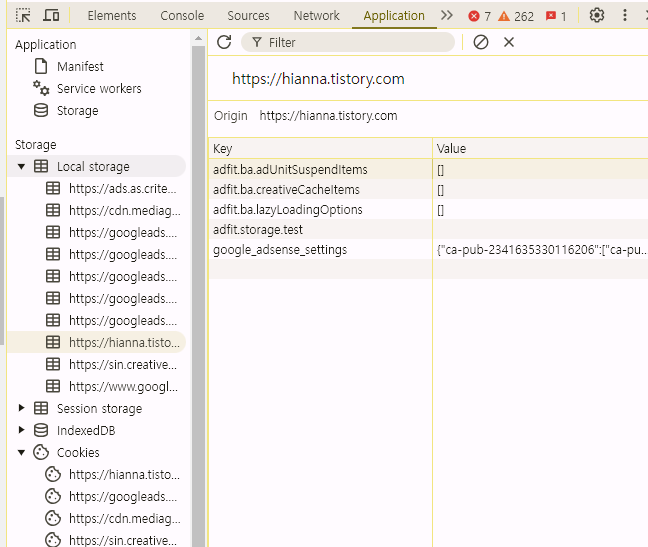 Elements Console Sources Network Application 7 262 1
Application
Manifest
Service workers
Storage
Storage
Local storage
https://ads.as.crite...
https://cdn.mediag...
https://googleads....
https://googleads....
https://googleads....
https://googleads....
https://googleads....
https://hianna.tisto...
https://sin.creative...
https://www.googl...
Session storage
IndexedDB
Cookies
https://hianna.tisto...
https://googleads....
https://cdn.mediag...
https://sin.creative...
Filter
https://hianna.tistory.com
Origin https://hianna.tistory.com
Key Value
adfit.ba.adUnitSuspendItems []
adfit.ba.creativeCacheItems []
adfit.ba.lazyLoadingOptions []
adfit.storage.test
google_adsense_settings {"ca-pub-2341635330116206":["ca-pu...